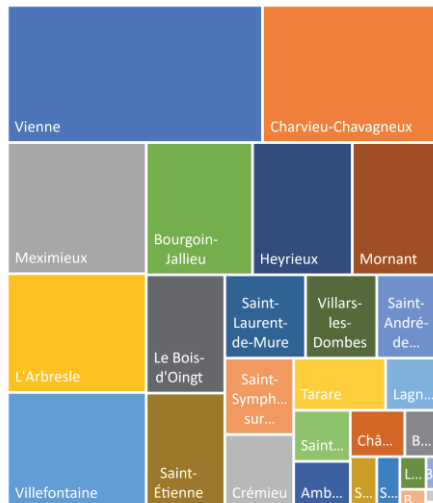 Vienne
Charvieu-Chavagneux
Meximieux
Bourgoin-
Jallieu
Heyrieux
Mornant
L'Arbresle
Le Bois-
d'Oingt
Saint-
Laurent-
de-Mure
Villars-
les-
Dombes
Saint-
André-
de...
Saint-
Symph...
sur...
Tarare
Lagn...
Villefontaine
Saint-
Étienne
Crémieu
Saint...
Châ...
B...
Amb...
S...
S...
L...
B
B...